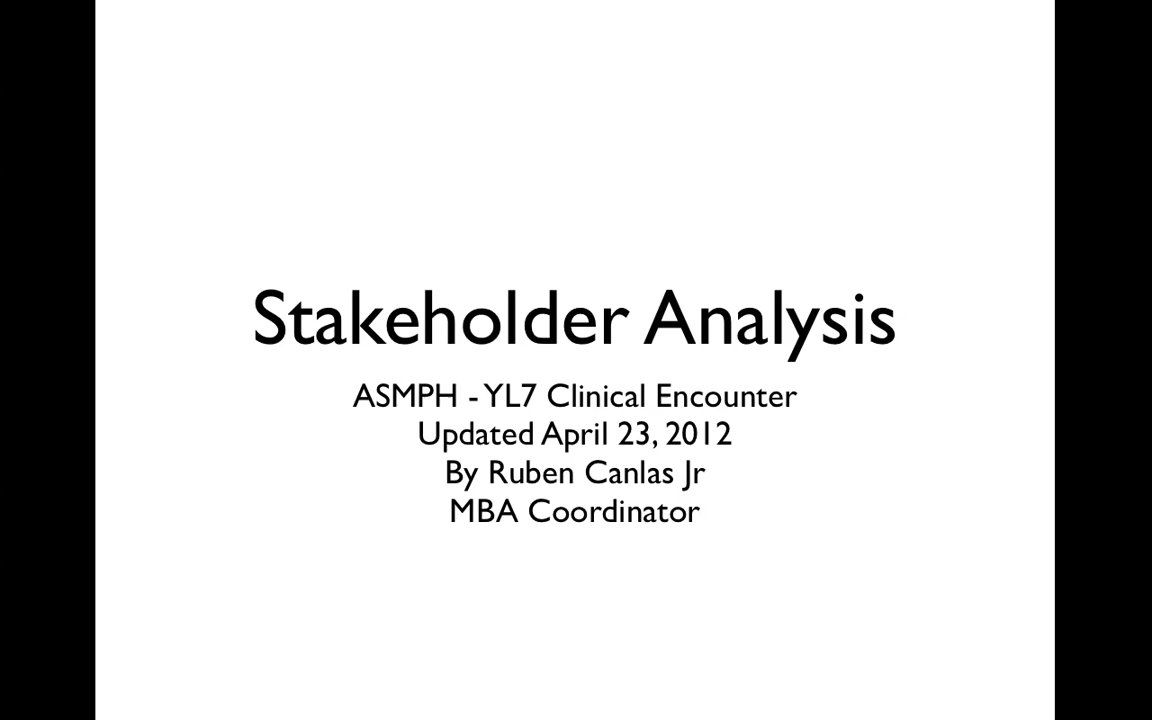 Stakeholder Analysis
ASMPH - YL7 Clinical Encounter
Updated April 23, 2012
By Ruben Canlas Jr
MBA Coordinator